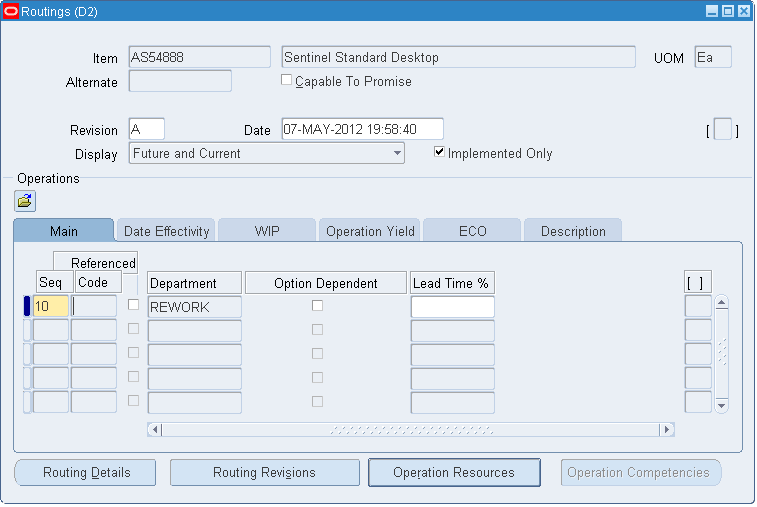 Routings (D2)
Item AS54888 Sentinel Standard Desktop UOM Ea
Alternate Capable To Promise
Revision A Date 07-MAY-2012 19:58:40 [ ]
Display Future and Current Implemented Only
Operations
Main Date Effectivity WIP Operation Yield ECO Description
Referenced
Seq Code Department Option Dependent Lead Time % [ ]
10 REWORK
Routing Details Routing Revisions Operation Resources Operation Competencies